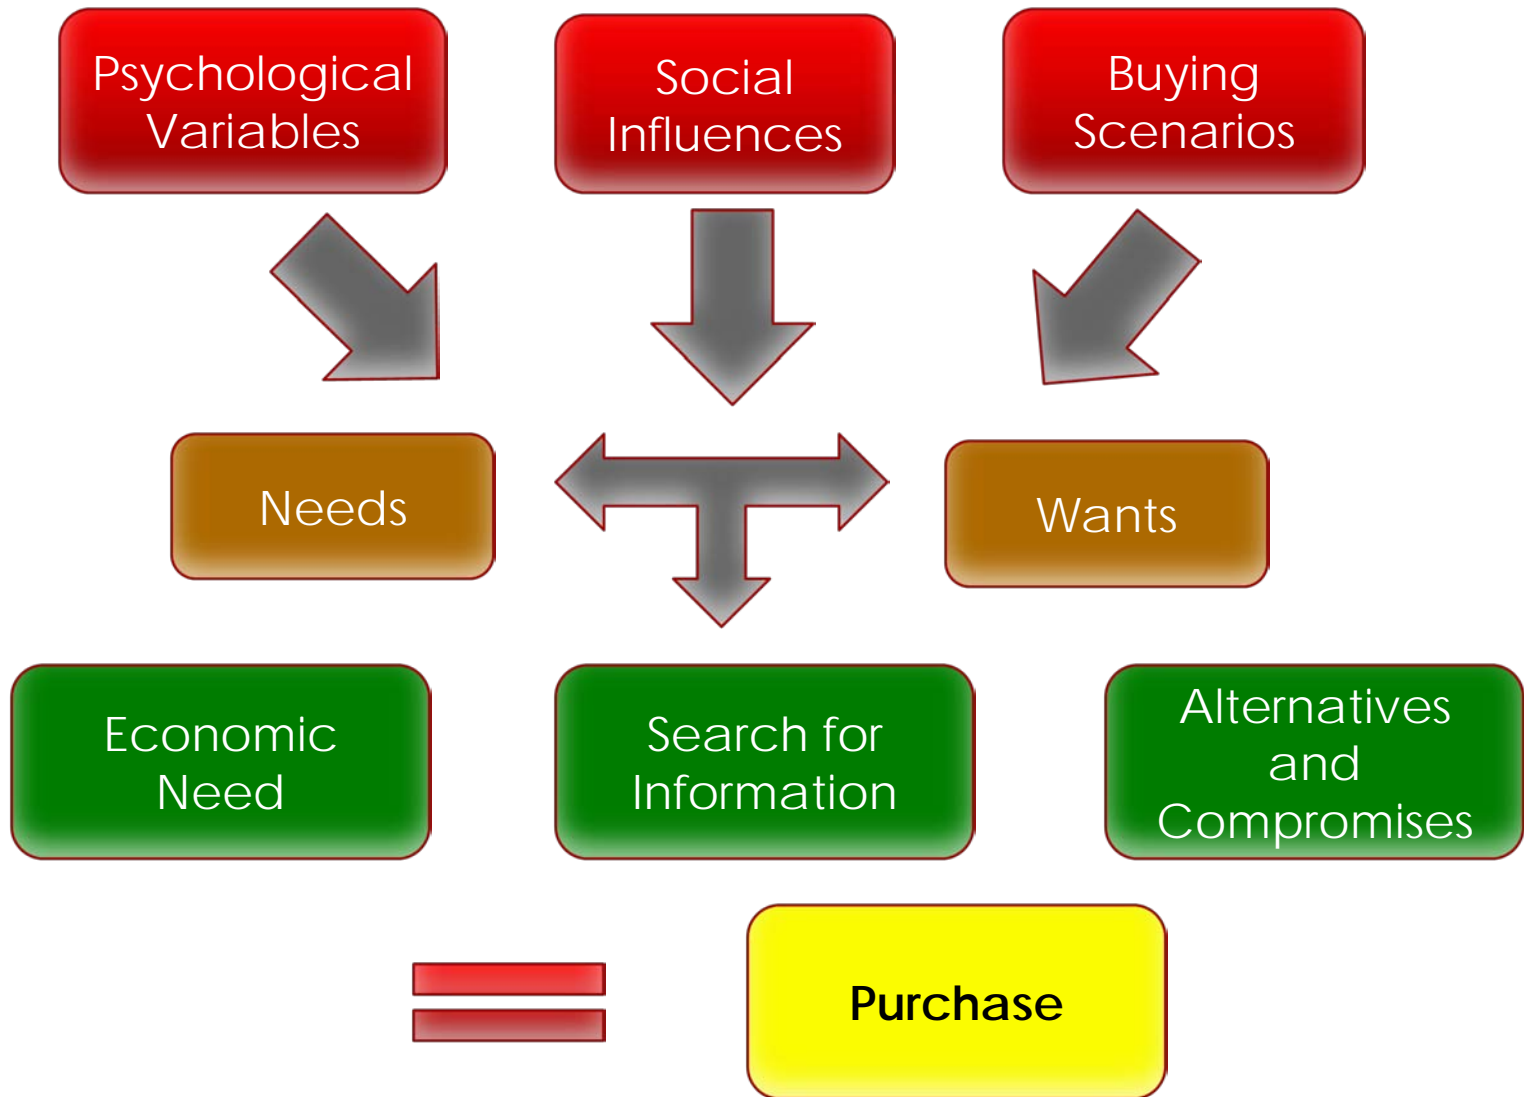 Psychological
Variables
Social
Influences
Buying
Scenarios
Needs
Wants
Economic
Need
Search for
Information
Alternatives
and
Compromises
Purchase